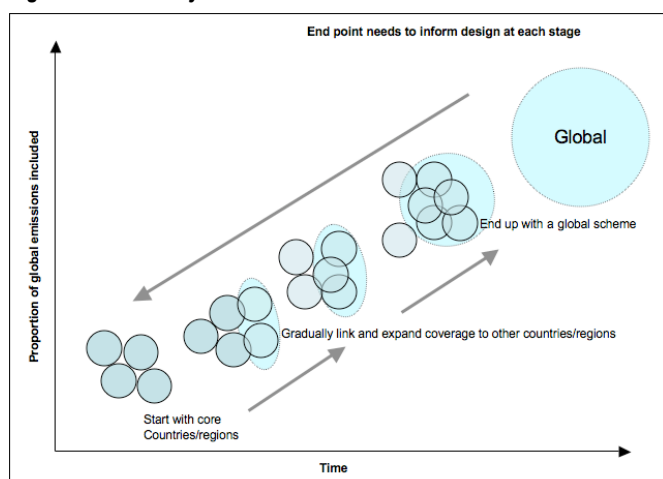 End point needs to inform design at each stage
Proportion of global emissions included
Global
End up with a global scheme
Gradually link and expand coverage to other countries/regions
Start with core
Countries/regions
Time